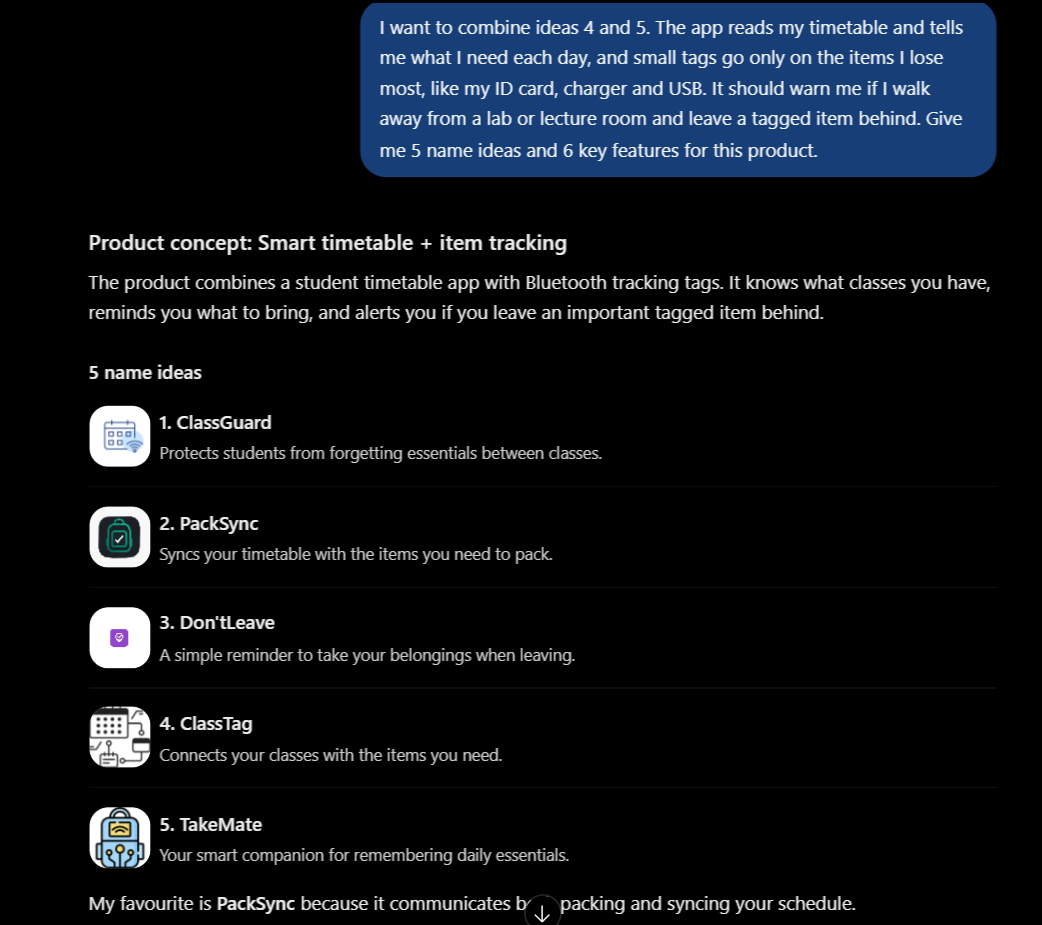 I want to combine ideas 4 and 5. The app reads my timetable and tells
me what I need each day, and small tags go only on the items I lose
most, like my ID card, charger and USB. It should warn me if I walk
away from a lab or lecture room and leave a tagged item behind. Give
me 5 name ideas and 6 key features for this product.
Product concept: Smart timetable + item tracking
The product combines a student timetable app with Bluetooth tracking tags. It knows what classes you have,
reminds you what to bring, and alerts you if you leave an important tagged item behind.
5 name ideas
1. ClassGuard
Protects students from forgetting essentials between classes.
2. PackSync
Syncs your timetable with the items you need to pack.
3. Don'tLeave
A simple reminder to take your belongings when leaving.
4. ClassTag
Connects your classes with the items you need.
5. TakeMate
Your smart companion for remembering daily essentials.
My favourite is PackSync because it communicates packing and syncing your schedule.